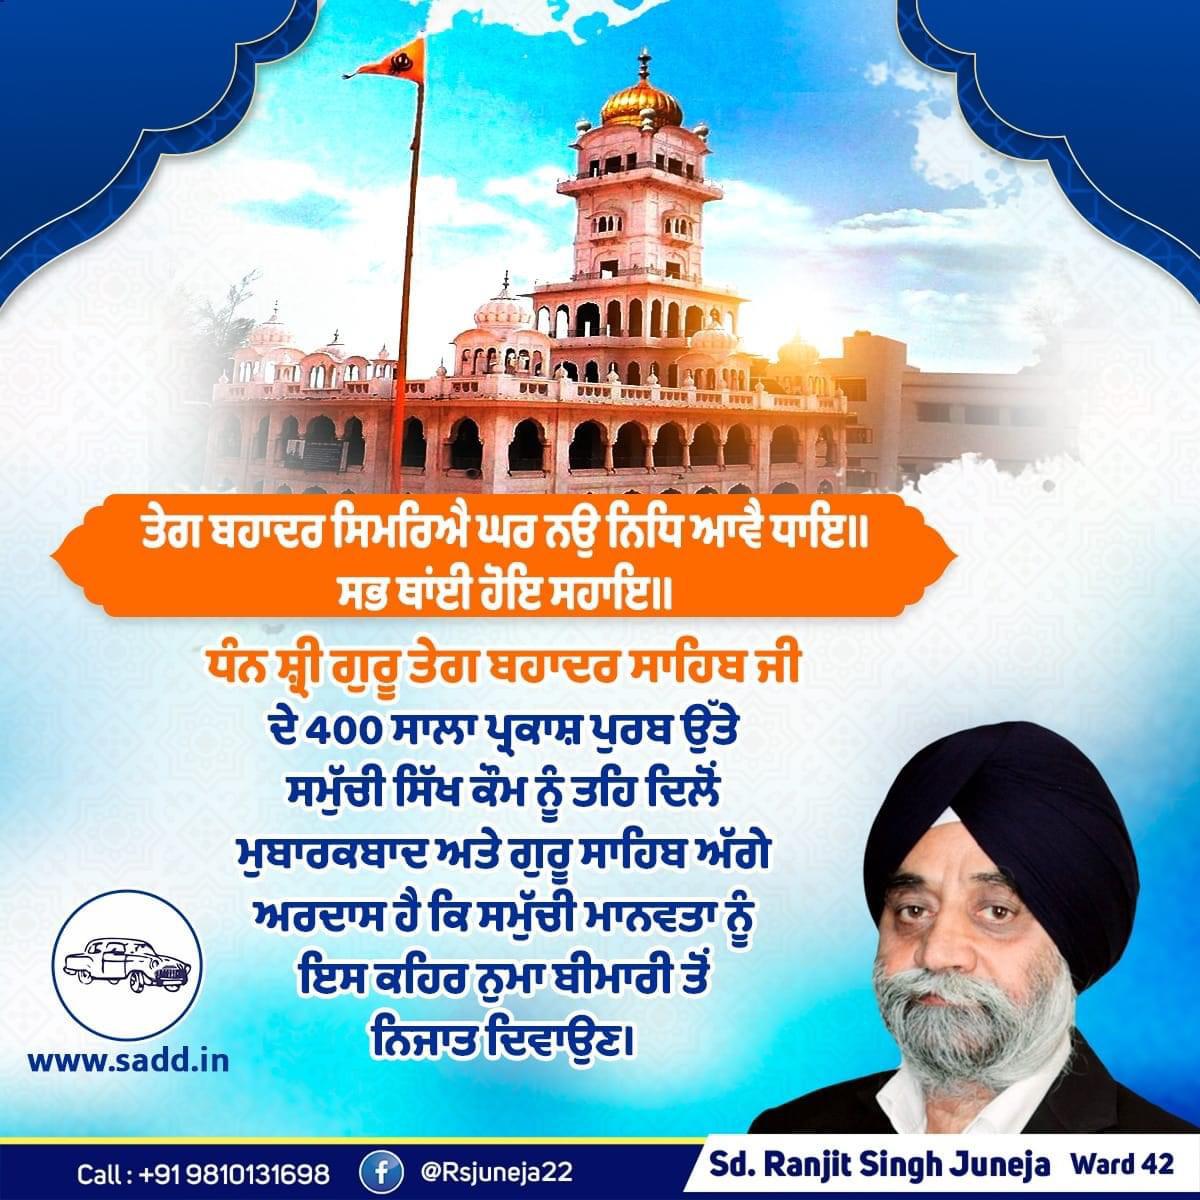 ਤੇਗ ਬਹਾਦਰ ਸਿਮਰਿਐ ਘਰ ਨਉ ਨਿਧਿ ਆਵੈ ਧਾਇ॥
ਸਭ ਥਾਂਈ ਹੋਇ ਸਹਾਇ॥
ਧੰਨ ਸ਼੍ਰੀ ਗੁਰੂ ਤੇਗ ਬਹਾਦਰ ਸਾਹਿਬ ਜੀ
ਦੇ 400 ਸਾਲਾ ਪ੍ਰਕਾਸ਼ ਪੁਰਬ ਉੱਤੇ
ਸਮੁੱਚੀ ਸਿੱਖ ਕੌਮ ਨੂੰ ਤਹਿ ਦਿਲੋਂ
ਮੁਬਾਰਕਬਾਦ ਅਤੇ ਗੁਰੂ ਸਾਹਿਬ ਅੱਗੇ
ਅਰਦਾਸ ਹੈ ਕਿ ਸਮੁੱਚੀ ਮਾਨਵਤਾ ਨੂੰ
ਇਸ ਕਹਿਰ ਨੁਮਾ ਬੀਮਾਰੀ ਤੋਂ
ਨਿਜਾਤ ਦਿਵਾਉਣ।
www.sadd.in
Call : +91 9810131698 f @Rsjuneja22
Sd. Ranjit Singh Juneja Ward 42